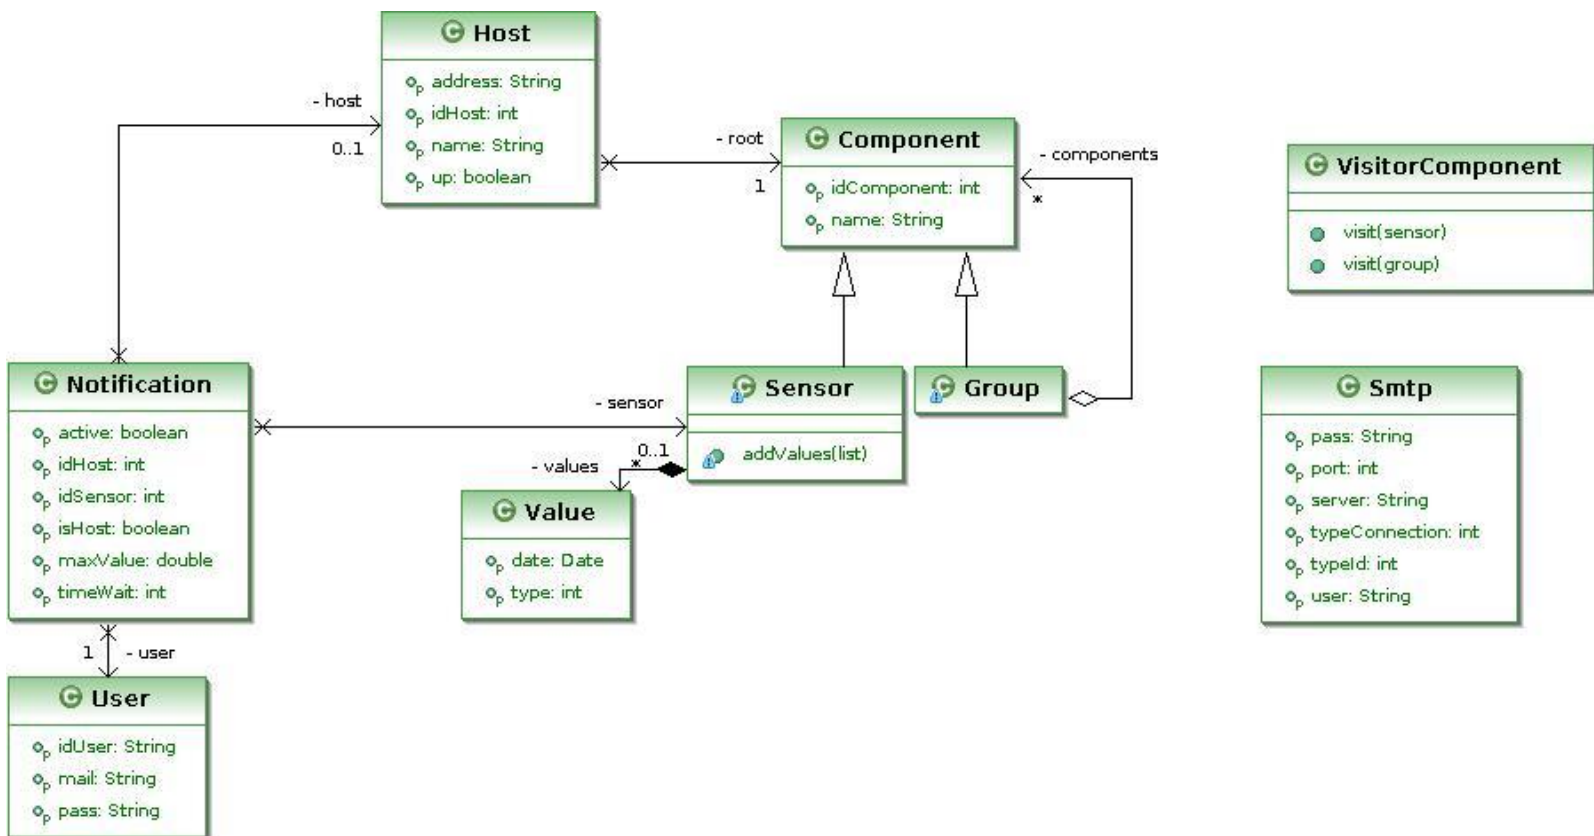 Host
address: String
idHost: int
name: String
up: boolean
- host
0..1
- root
1
Component
idComponent: int
name: String
- components
*
VisitorComponent
visit(sensor)
visit(group)
Notification
active: boolean
idHost: int
idSensor: int
isHost: boolean
maxValue: double
timeWait: int
- sensor
0..1
Sensor
addValues(list)
Group
- values
*
Value
date: Date
type: int
Smtp
pass: String
port: int
server: String
typeConnection: int
typeId: int
user: String
1
- user
User
idUser: String
mail: String
pass: String